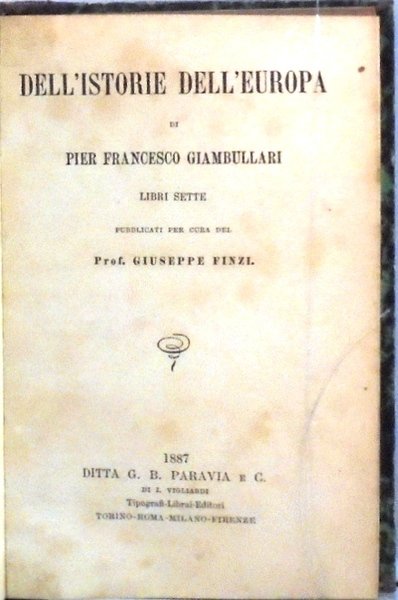 DELL'ISTORIE DELL'EUROPA
DI
PIER FRANCESCO GIAMBULLARI
LIBRI SETTE
PUBBLICATI PER CURA DEL
Prof. GIUSEPPE FINZI.
1887
DITTA G. B. PARAVIA E C.
DI I. VIGLIARDI
Tipografi-Librai-Editori
TORINO-ROMA-MILANO-FIRENZE